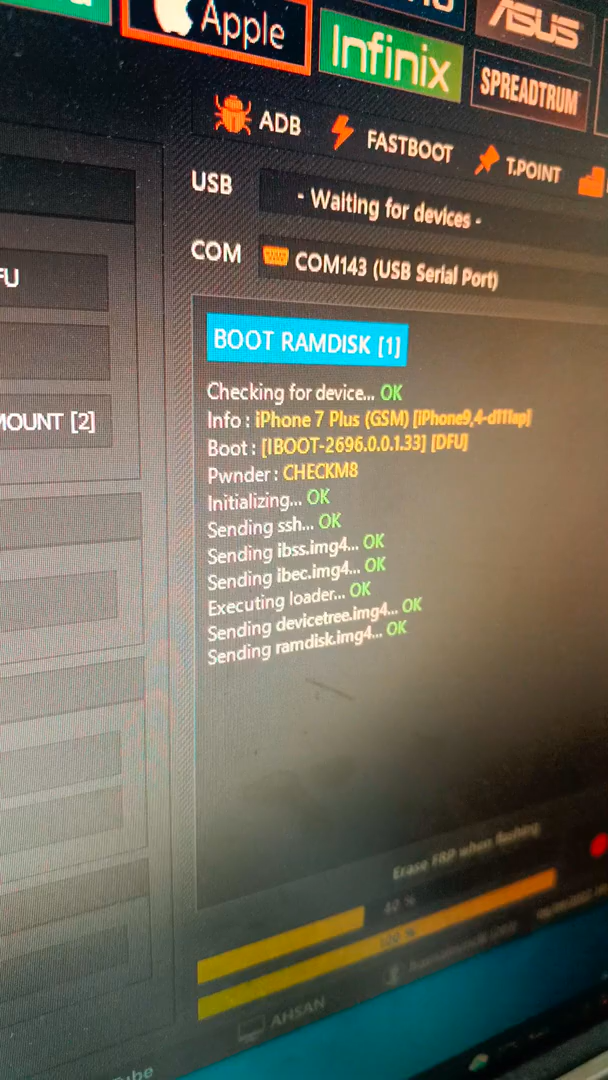 Apple
Infinix
ASUS
SPREADTRUM
ADB
FASTBOOT
T.POINT
USB
- Waiting for devices -
COM
COM143 (USB Serial Port)
FU
MOUNT [2]
BOOT RAMDISK [1]
Checking for device... OK
Info : iPhone 7 Plus (GSM) [iPhone9,4-d111ap]
Boot : [IBOOT-2696.0.0.1.33] [DFU]
Pwnder : CHECKM8
Initializing... OK
Sending ssh... OK
Sending ibss.img4... OK
Sending ibec.img4... OK
Executing loader... OK
Sending devicetree.img4... OK
Sending ramdisk.img4... OK
Erase FRP when flashing
40 %
100 %
AHSAN